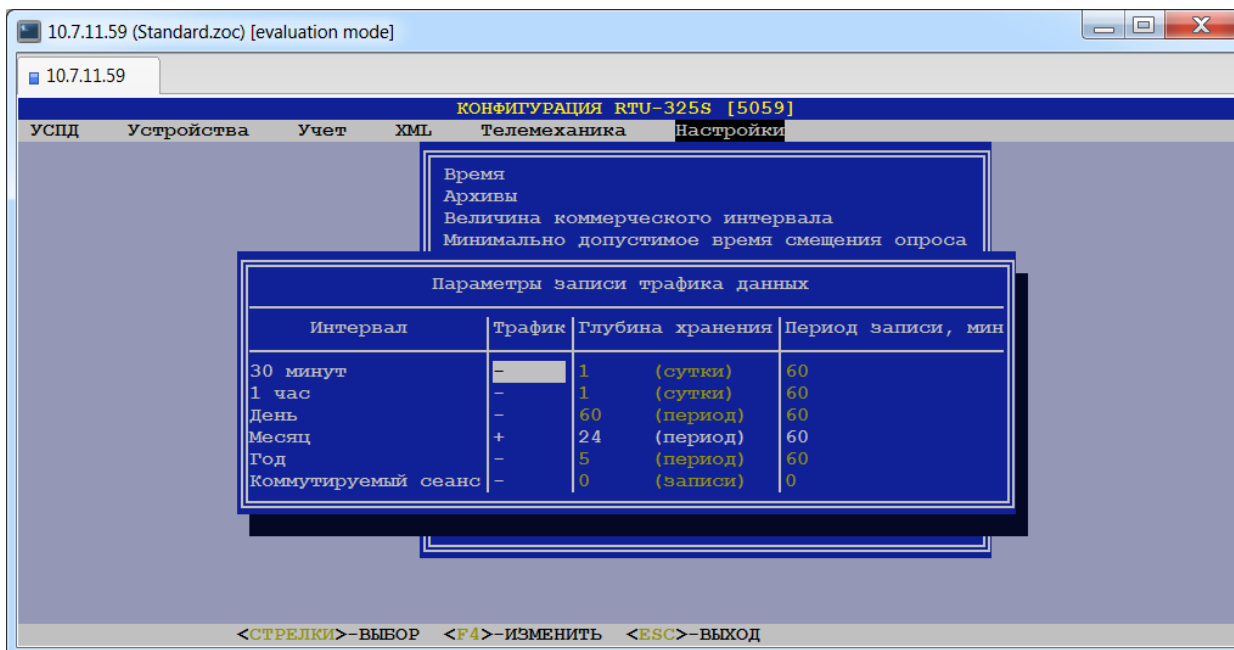 10.7.11.59 (Standard.zoc) [evaluation mode]
10.7.11.59
КОНФИГУРАЦИЯ RTU-325S [5059]
УСПД Устройства Учет XML Телемеханика Настройки
Время
Архивы
Величина коммерческого интервала
Минимально допустимое время смещения опроса
Параметры записи трафика данных
Интервал Трафик Глубина хранения Период записи, мин
30 минут - 1 (сутки) 60
1 час - 1 (сутки) 60
День - 60 (период) 60
Месяц + 24 (период) 60
Год - 5 (период) 60
Коммутируемый сеанс - 0 (записи) 0
<СТРЕЛКИ>-ВЫБОР <F4>-ИЗМЕНИТЬ <ESC>-ВЫХОД